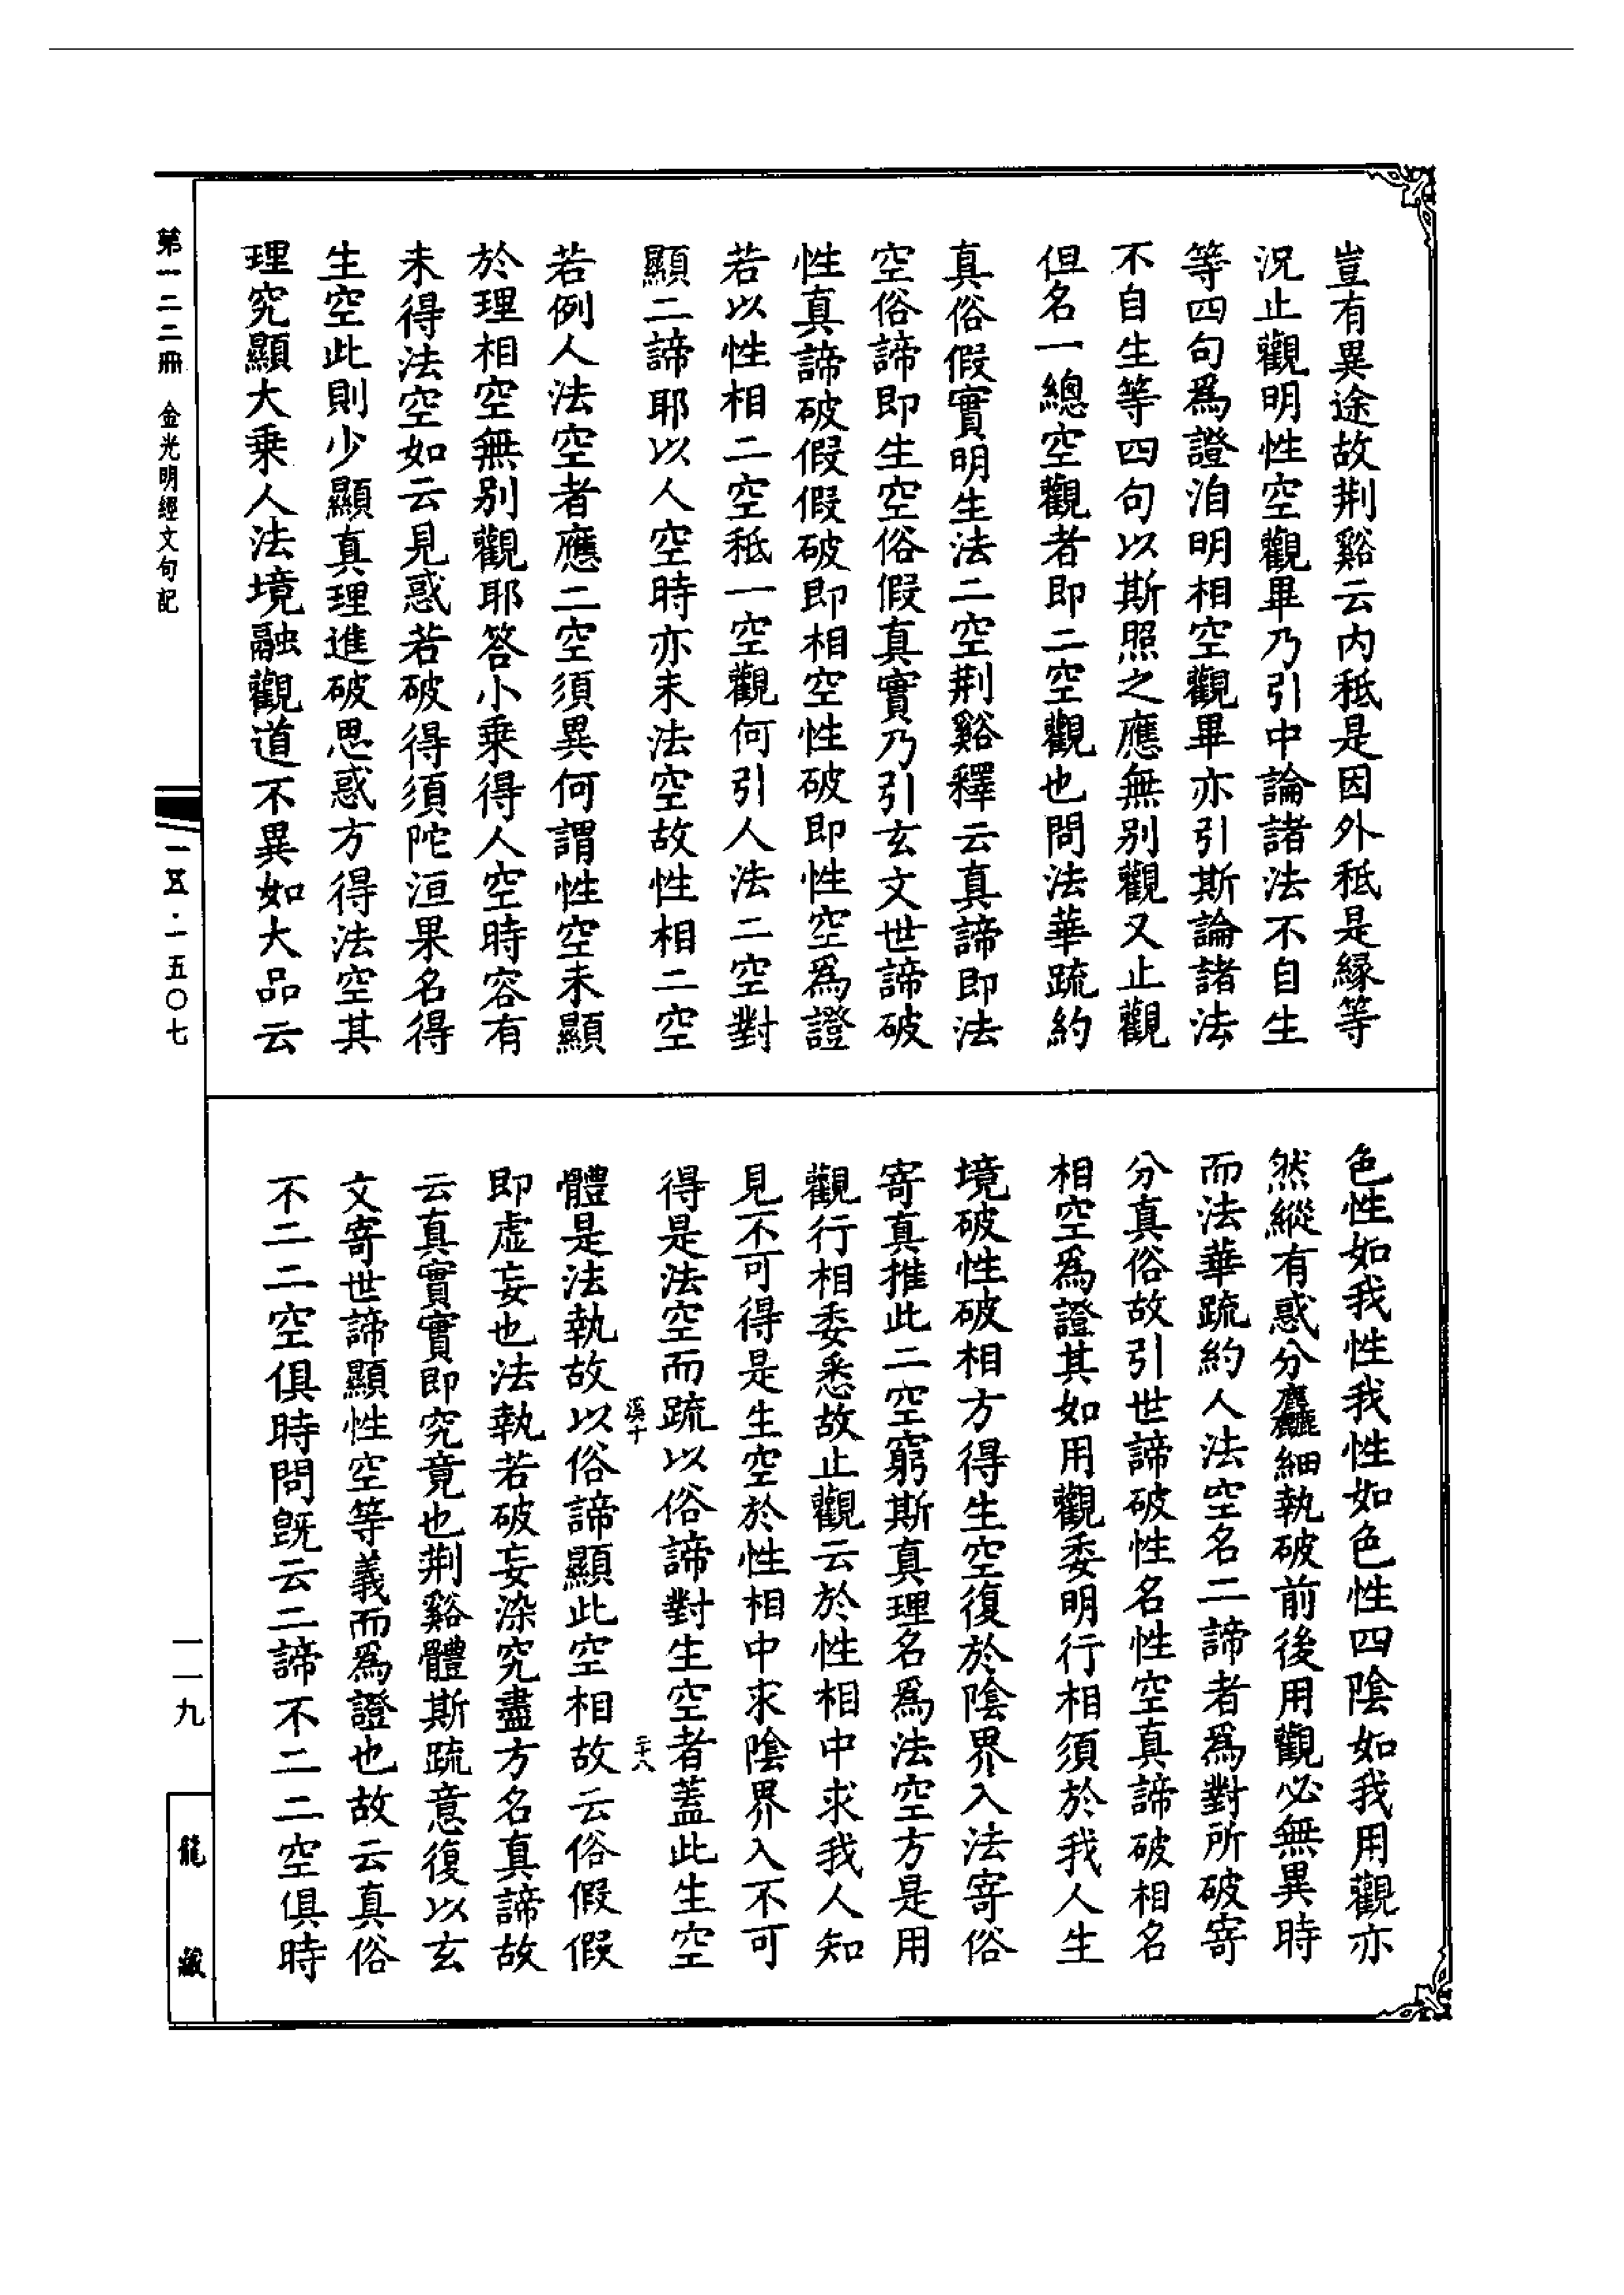 豈有異途故荆谿云内秖是因外秖是緣等
況止觀明性空觀畢乃引中論諸法不自生
等四句爲證洎明相空觀畢亦引斯論諸法
不自生等四句以斯照之應無别觀又止觀
但名一總空觀者即二空觀也問法華䟽約
真俗假實明生法二空荆谿釋云真諦即法
空俗諦即生空俗假真實乃引玄文世諦破
性真諦破假假破即相空性破即性空爲證
若以性相二空秖一空觀何引人法二空對
顯二諦耶以人空時亦未法空故性相二空
若例人法空者應二空須異何謂性空未顯
於理相空無别觀耶答小乘得人空時容有
未得法空如云見惑若破得須陀洹果名得
生空此則少顯真理進破思惑方得法空其
理究顯大乘人法境融觀道不異如大品云
色性如我性我性如色性四陰如我用觀亦
然縱有惑分麤細執破前後用觀必無異時
而法華䟽約人法空名二諦者爲對所破寄
分真俗故引世諦破性名性空真諦破相名
相空爲證其如用觀委明行相須於我人生
境破性破相方得生空復於陰界入法寄俗
寄真推此二空窮斯真理名爲法空方是用
觀行相委悉故止觀云於性相中求我人知
見不可得是生空於性相中求陰界入不可
得是法空而䟽以俗諦對生空者蓋此生空
溪十
二十八
體是法執故以俗諦顯此空相故云俗假假
即虛妄也法執若破妄染究盡方名真諦故
云真實實即究竟也荆谿體斯䟽意復以玄
文寄世諦顯性空等義而爲證也故云真俗
不二二空俱時問既云二諦不二二空俱時
第一二二冊 金光明經文句記
一五·一五〇七
一一九
龍藏